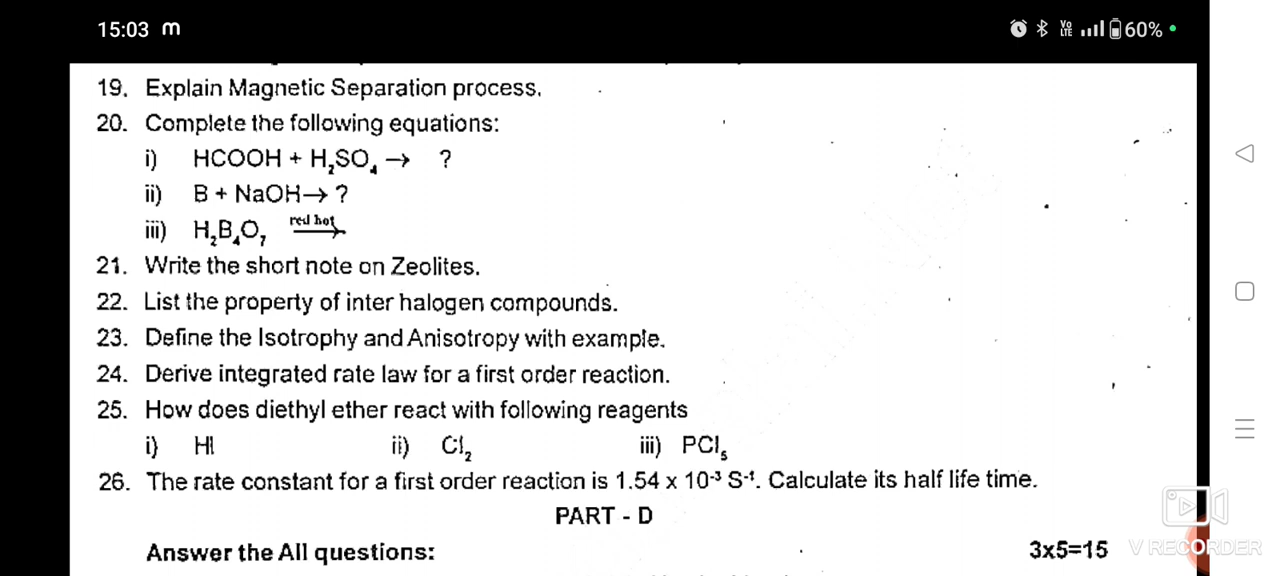 15:03 m
Vo LTE 60%
19. Explain Magnetic Separation process.
20. Complete the following equations:
i) HCOOH + H₂SO₄ → ?
ii) B + NaOH→ ?
iii) H₂B₄O₇ red hot→
21. Write the short note on Zeolites.
22. List the property of inter halogen compounds.
23. Define the Isotrophy and Anisotropy with example.
24. Derive integrated rate law for a first order reaction.
25. How does diethyl ether react with following reagents
i) HI ii) Cl₂ iii) PCl₅
26. The rate constant for a first order reaction is 1.54 x 10⁻³ S⁻¹. Calculate its half life time.
PART - D
Answer the All questions: 3x5=15
V RECORDER